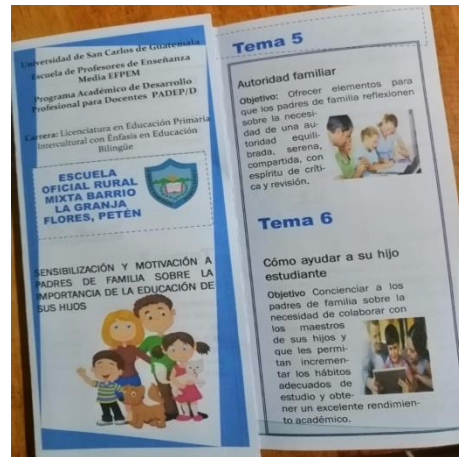 Universidad de San Carlos de Guatemala
Escuela de Profesores de Enseñanza
Media EFPEM
Programa Académico de Desarrollo
Profesional para Docentes PADEP/D
Carrera: Licenciatura en Educación Primaria
Intercultural con Énfasis en Educación
Bilingüe
ESCUELA
OFICIAL RURAL
MIXTA BARRIO
LA GRANJA
FLORES, PETÉN
SENSIBILIZACIÓN Y MOTIVACIÓN A
PADRES DE FAMILIA SOBRE LA
IMPORTANCIA DE LA EDUCACIÓN DE
SUS HIJOS
Tema 5
Autoridad familiar
Objetivo: Ofrecer elementos para
que los padres de familia reflexionen
sobre la necesi-
dad de una au-
toridad equili-
brada, serena,
compartida, con
espíritu de críti-
ca y revisión.
Tema 6
Cómo ayudar a su hijo
estudiante
Objetivo Concienciar a los
padres de familia sobre la
necesidad de colaborar con
los maestros
de sus hijos y
que les permi-
tan incremen-
tar los hábitos
adecuados de
estudio y obte-
ner un excelente rendimien-
to académico.